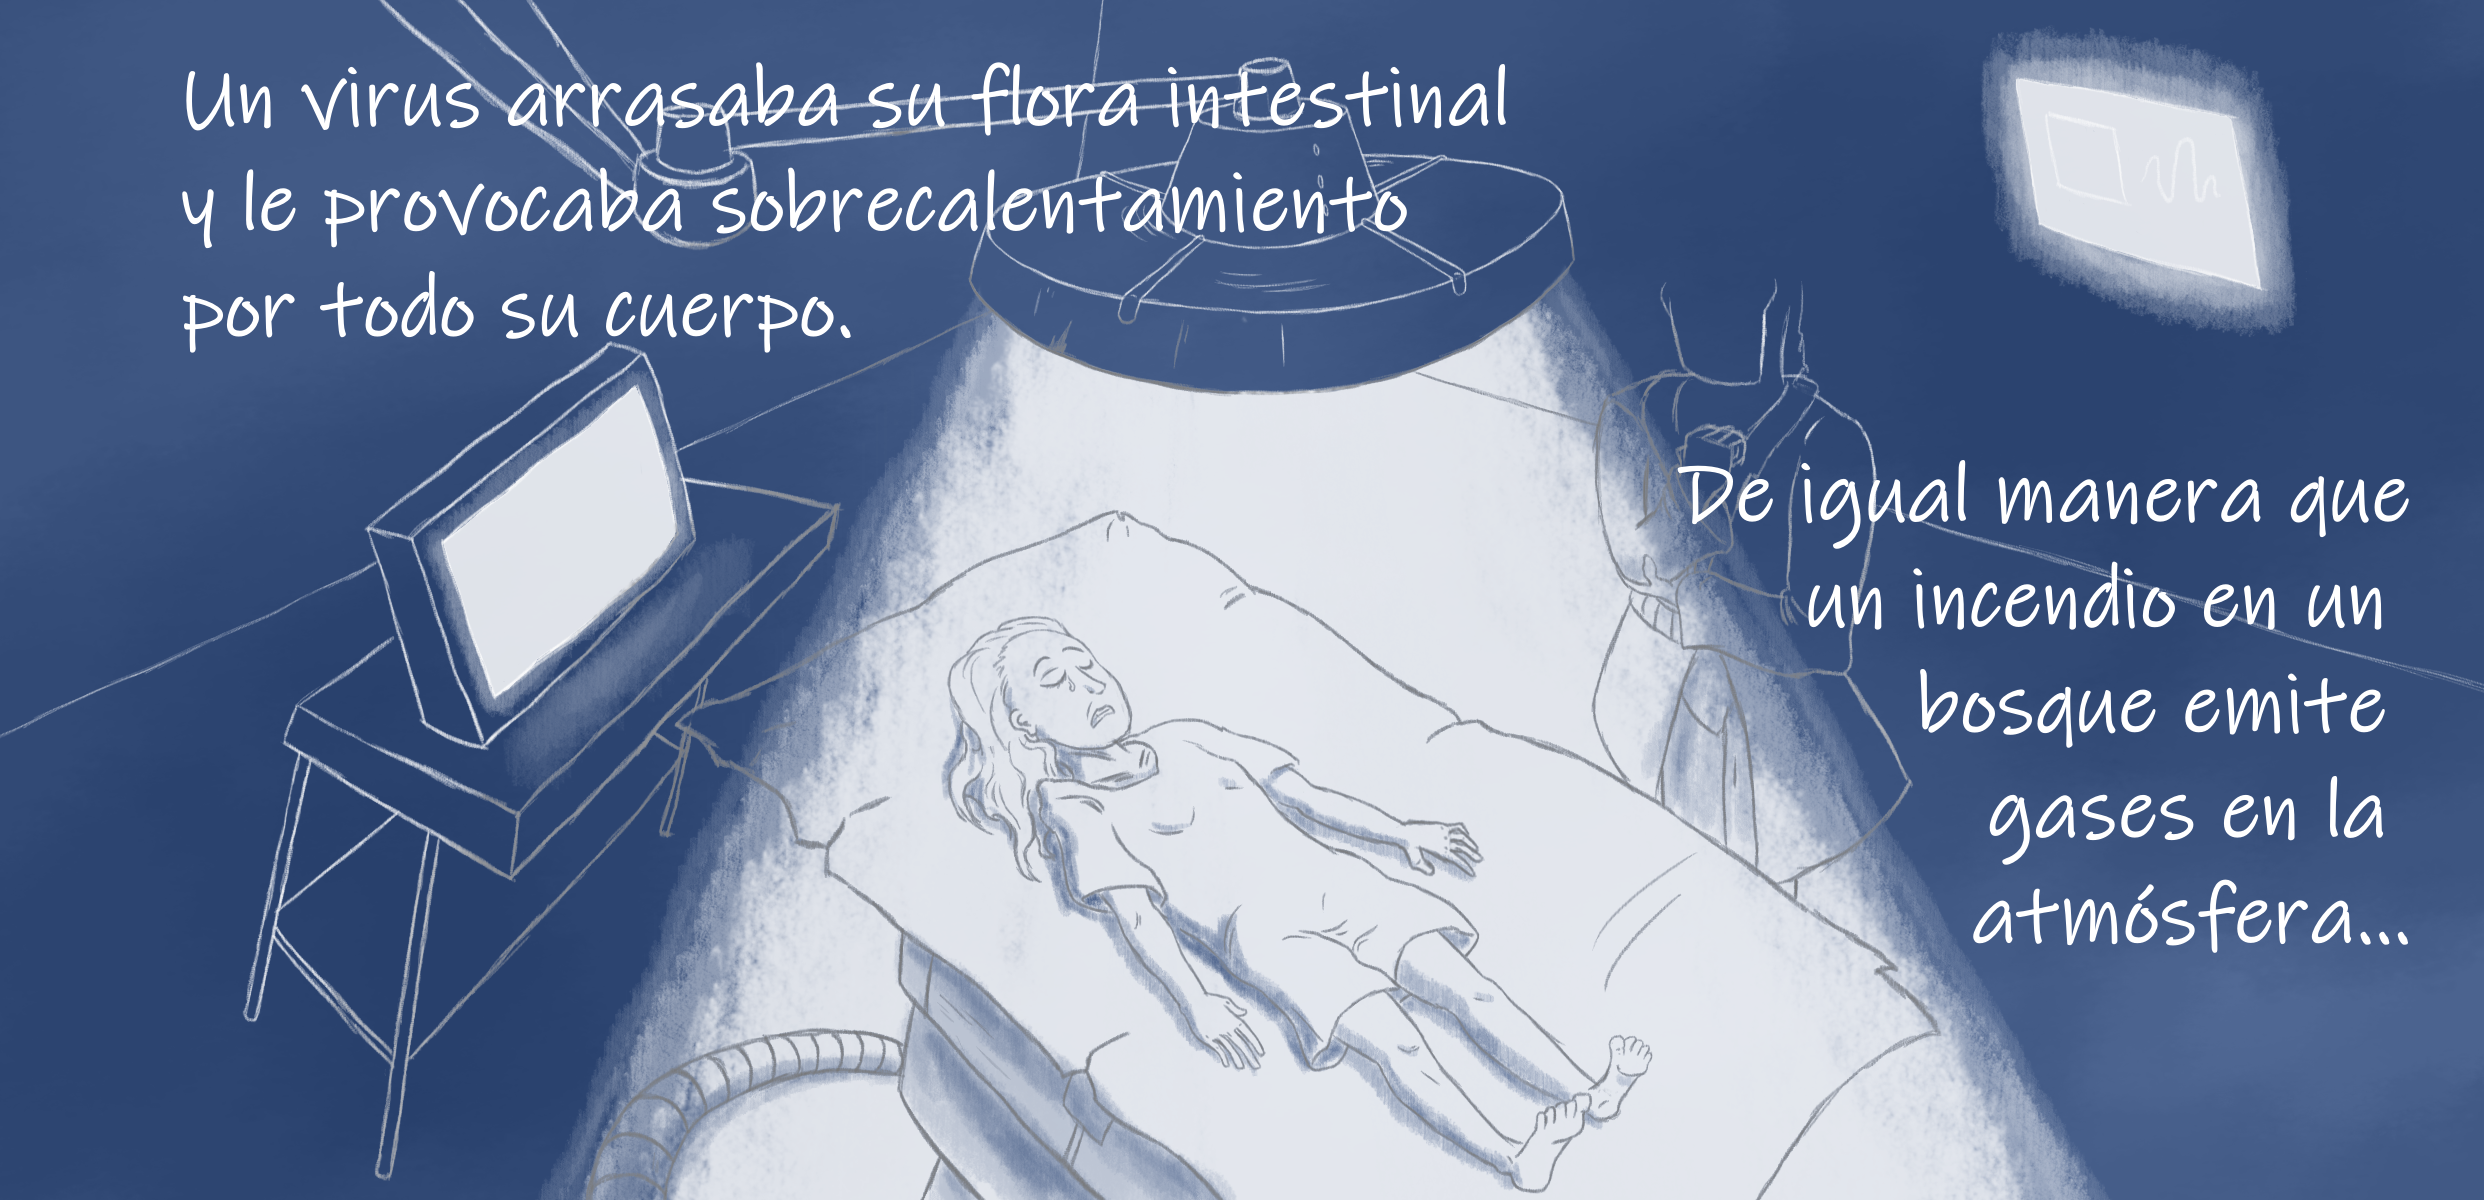 Un virus arrasaba su flora intestinal
y le provocaba sobrecalentamiento
por todo su cuerpo.
De igual manera que
un incendio en un
bosque emite
gases en la
atmósfera...